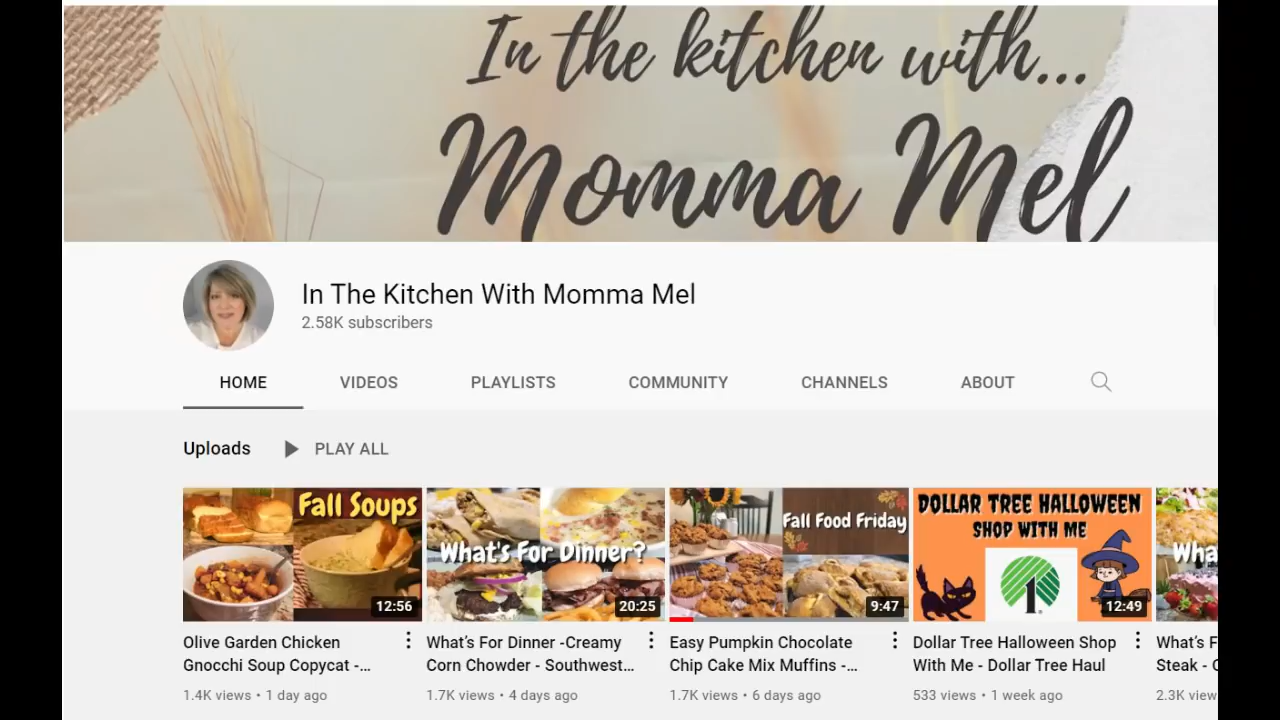 In the kitchen with...
Momma Mel
In The Kitchen With Momma Mel
2.58K subscribers
HOME VIDEOS PLAYLISTS COMMUNITY CHANNELS ABOUT
Uploads PLAY ALL
Fall Soups
12:56
Olive Garden Chicken
Gnocchi Soup Copycat -...
1.4K views • 1 day ago
What's For Dinner?
20:25
What's For Dinner -Creamy
Corn Chowder - Southwest...
1.7K views • 4 days ago
Fall Food Friday
9:47
Easy Pumpkin Chocolate
Chip Cake Mix Muffins -...
1.7K views • 6 days ago
DOLLAR TREE HALLOWEEN
SHOP WITH ME
1
12:49
Dollar Tree Halloween Shop
With Me - Dollar Tree Haul
533 views • 1 week ago
Wha
What's F
Steak - C
2.3K view